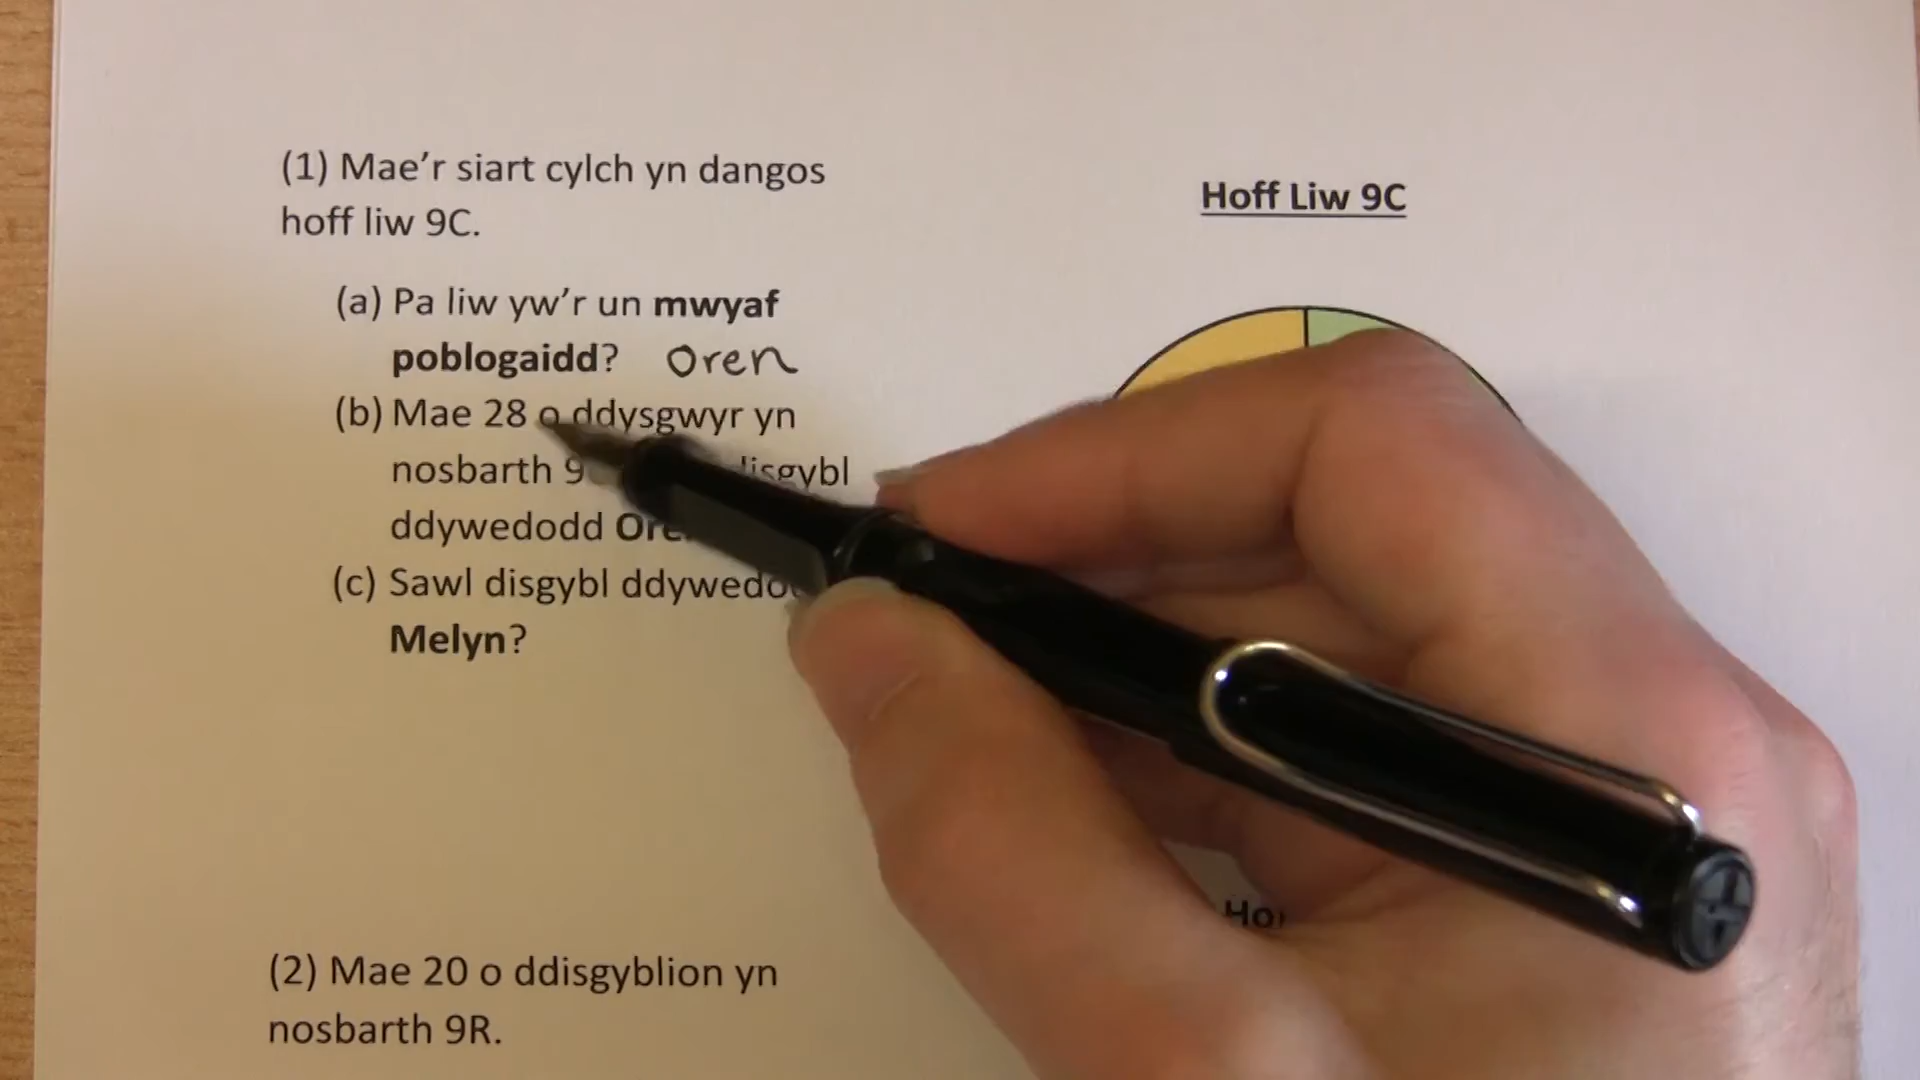 (1) Mae’r siart cylch yn dangos
hoff liw 9C.
Hoff Liw 9C
(a) Pa liw yw’r un mwyaf
poblogaidd? Oren
(b) Mae 28 o ddysgwyr yn
nosbarth disgybl
ddywedodd
(c) Sawl disgybl
Melyn?
(2) Mae 20 o ddisgyblion yn
nosbarth 9R.